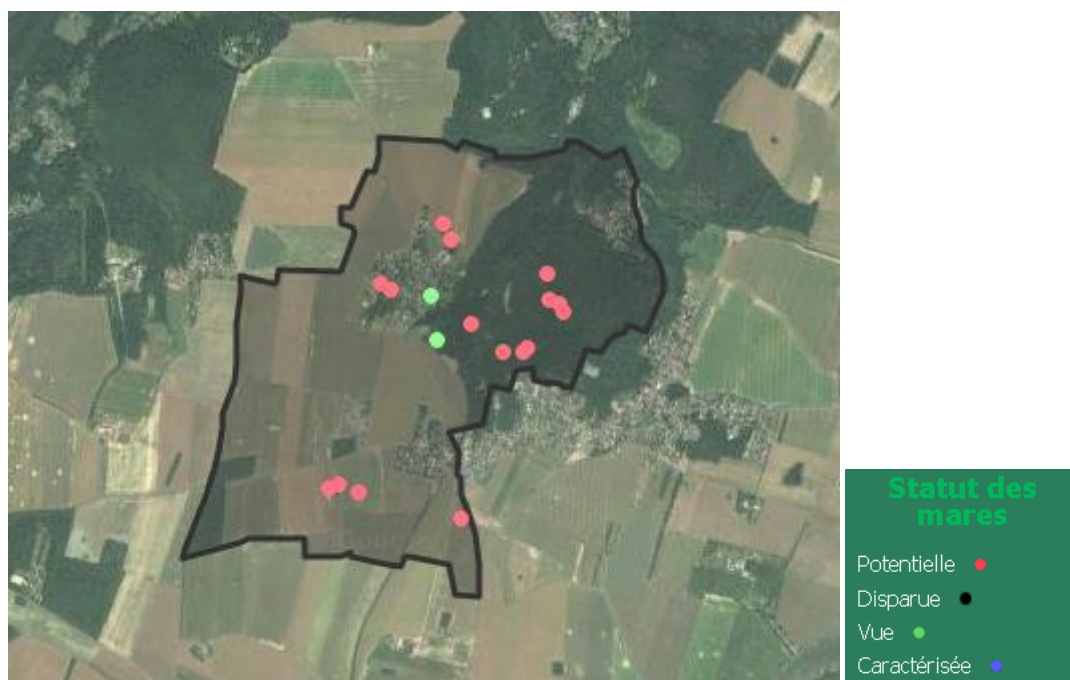 Statut des
mares
Potentielle
Disparue
Vue
Caractérisée